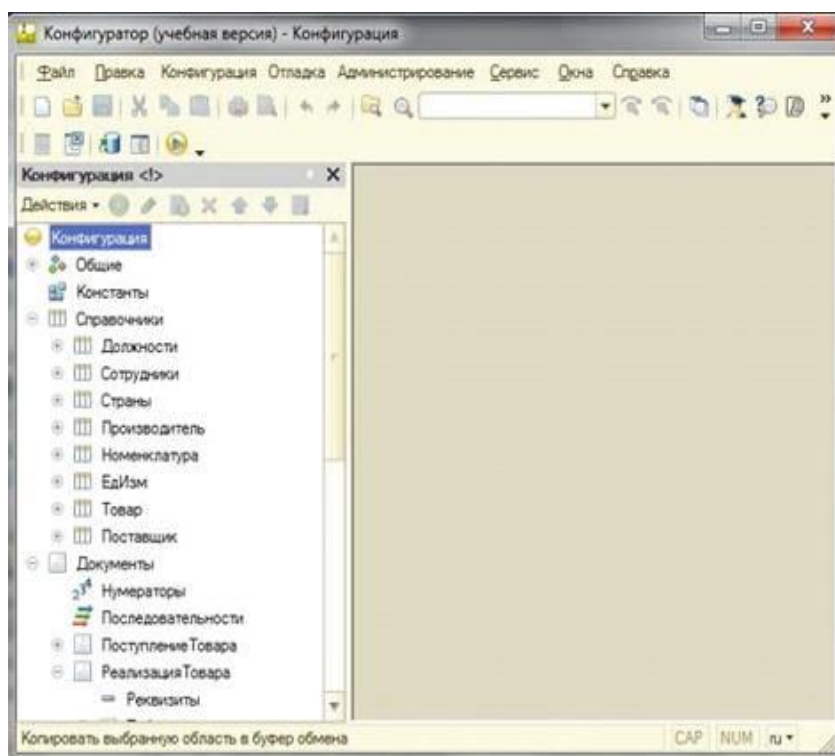 Конфигуратор (учебная версия) - Конфигурация
Файл Правка Конфигурация Отладка Администрирование Сервис Окна Справка
Конфигурация <!>
Действия
Конфигурация
Общие
Константы
Справочники
Должности
Сотрудники
Страны
Производитель
Номенклатура
ЕдИзм
Товар
Поставщик
Документы
Нумераторы
Последовательности
ПоступлениеТовара
РеализацияТовара
Реквизиты
Копировать выбранную область в буфер обмена
CAP NUM ru